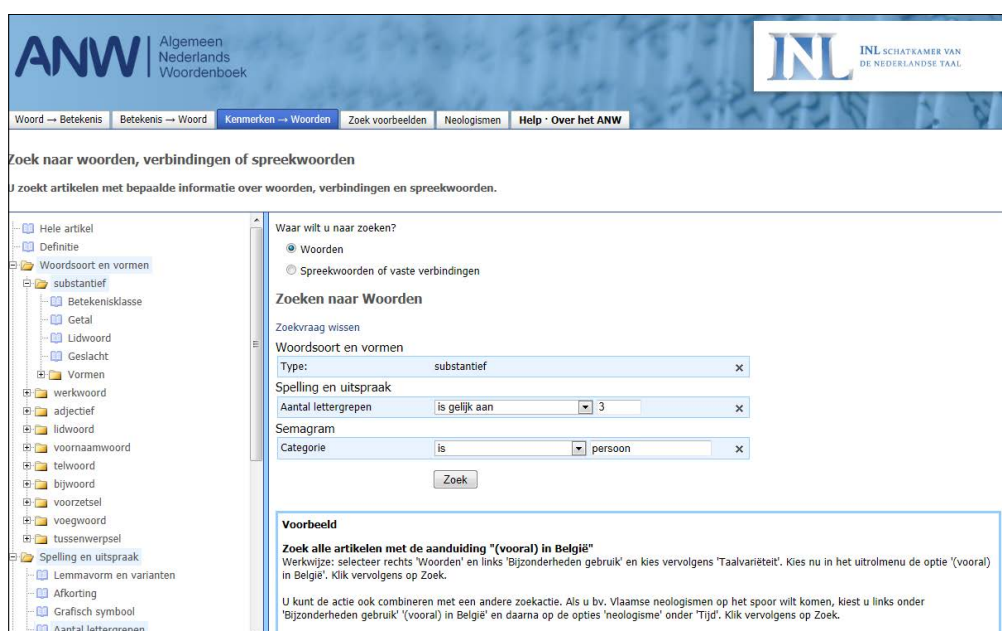 ANW
Algemeen
Nederlands
Woordenboek
INL
INL SCHATKAMER VAN
DE NEDERLANDSE TAAL
Woord → Betekenis Betekenis → Woord Kenmerken → Woorden Zoek voorbeelden Neologismen Help · Over het ANW
Zoek naar woorden, verbindingen of spreekwoorden
U zoekt artikelen met bepaalde informatie over woorden, verbindingen en spreekwoorden.
Hele artikel
Definitie
Woordsoort en vormen
substantief
Betekenisklasse
Getal
Lidwoord
Geslacht
Vormen
werkwoord
adjectief
lidwoord
voornaamwoord
telwoord
bijwoord
voorzetsel
voegwoord
tussenwerpsel
Spelling en uitspraak
Lemmavorm en varianten
Afkorting
Grafisch symbool
Aantal lettergrepen
Waar wilt u naar zoeken?
Woorden
Spreekwoorden of vaste verbindingen
Zoeken naar Woorden
Zoekvraag wissen
Woordsoort en vormen
Type: substantief x
Spelling en uitspraak
Aantal lettergrepen is gelijk aan 3 x
Semagram
Categorie is persoon x
Zoek
Voorbeeld
Zoek alle artikelen met de aanduiding "(vooral) in België"
Werkwijze: selecteer rechts 'Woorden' en links 'Bijzonderheden gebruik' en kies vervolgens 'Taalvariëteit'. Kies nu in het uitrolmenu de optie '(vooral)
in België'. Klik vervolgens op Zoek.
U kunt de actie ook combineren met een andere zoekactie. Als u bv. Vlaamse neologismen op het spoor wilt komen, kiest u links onder
'Bijzonderheden gebruik' '(vooral) in België' en daarna op de opties 'neologisme' onder 'Tijd'. Klik vervolgens op Zoek.